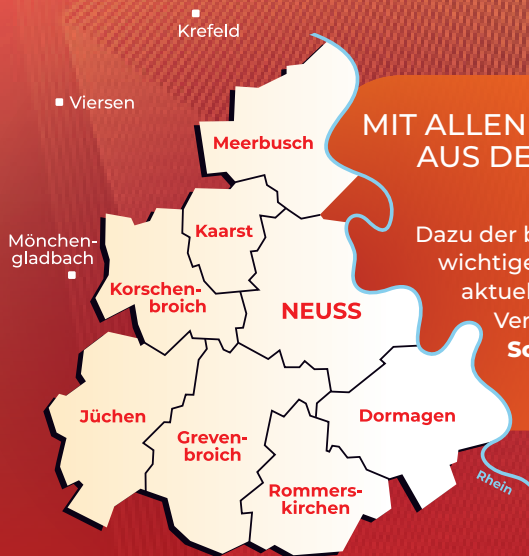 Krefeld
Viersen
Meerbusch
MIT ALLEN
AUS DE
Kaarst
Dazu der b
wichtige
aktuel
Ver
So
Mönchen-
gladbach
Korschen-
broich
NEUSS
Jüchen
Greven-
broich
Dormagen
Rommers-
kirchen
Rhein